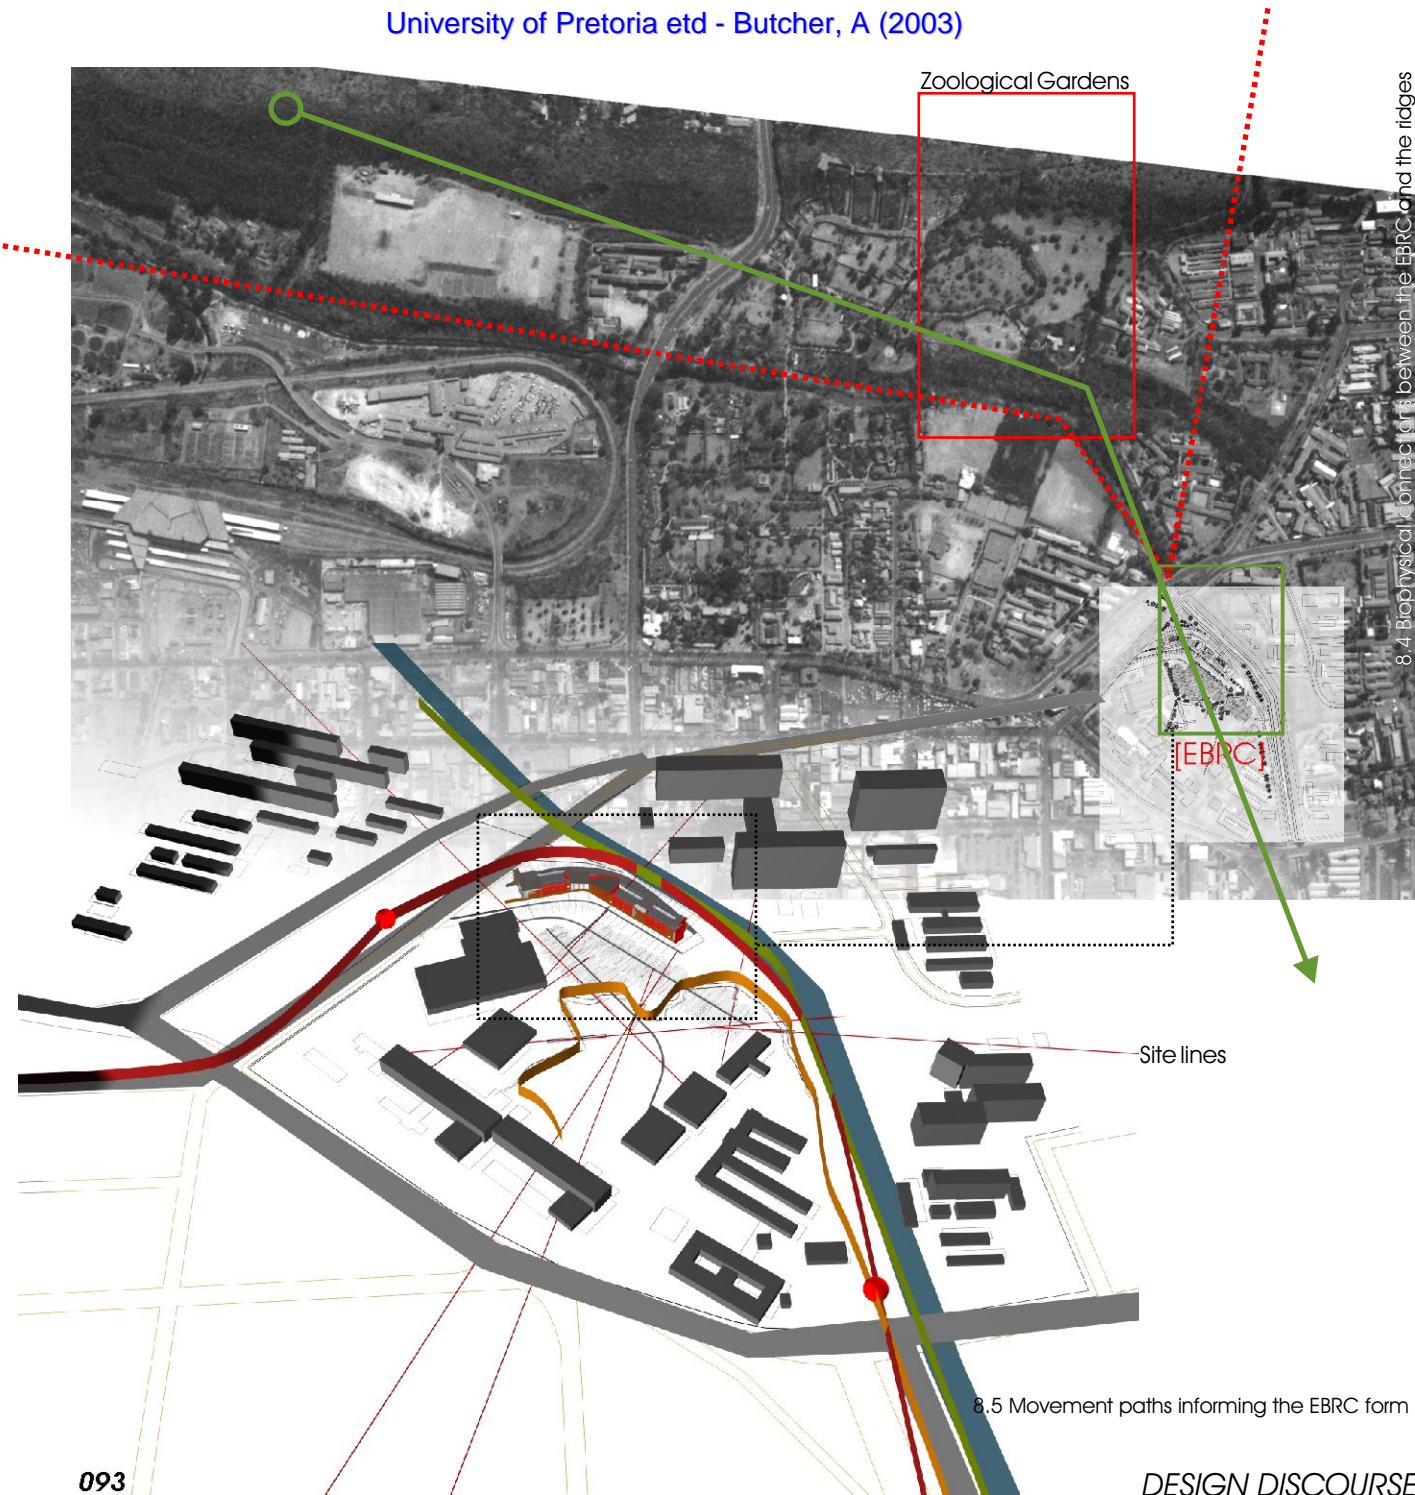 University of Pretoria etd - Butcher, A (2003)
Zoological Gardens
8.4 Biophysical connections between the EBRC and the ridges
[EBRC]
Site lines
8.5 Movement paths informing the EBRC form
093
DESIGN DISCOURSE